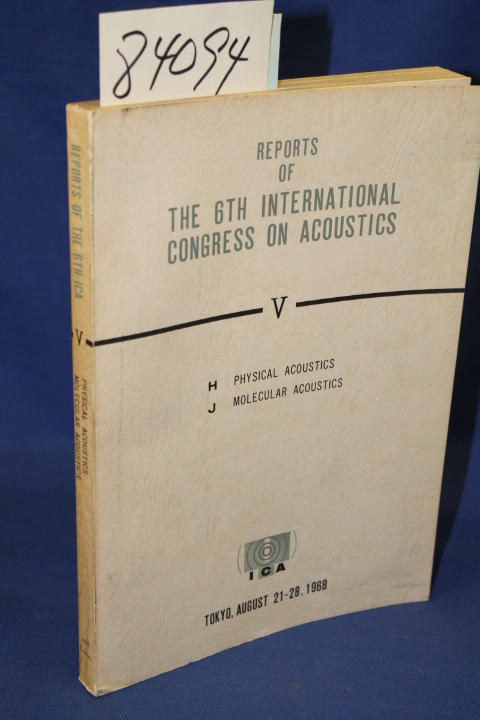 84094
REPORTS
OF
THE 6TH INTERNATIONAL
CONGRESS ON ACOUSTICS
V
H PHYSICAL ACOUSTICS
J MOLECULAR ACOUSTICS
ICA
TOKYO, AUGUST 21-28, 1968
REPORTS OF THE 6TH ICA
V
PHYSICAL ACOUSTICS
MOLECULAR ACOUSTICS